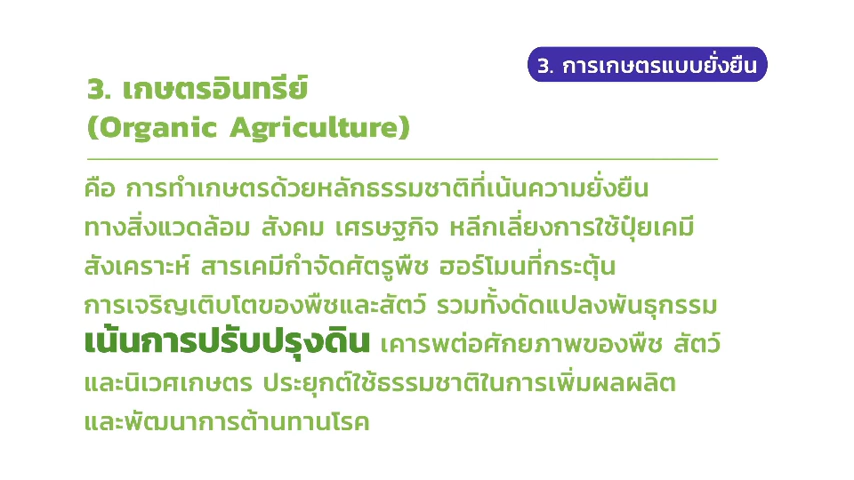 3. การเกษตรแบบยั่งยืน
3. เกษตรอินทรีย์
(Organic Agriculture)
คือ การทำเกษตรด้วยหลักธรรมชาติที่เน้นความยั่งยืน
ทางสิ่งแวดล้อม สังคม เศรษฐกิจ หลีกเลี่ยงการใช้ปุ๋ยเคมี
สังเคราะห์ สารเคมีกำจัดศัตรูพืช ฮอร์โมนที่กระตุ้น
การเจริญเติบโตของพืชและสัตว์ รวมทั้งดัดแปลงพันธุกรรม
เน้นการปรับปรุงดิน เคารพต่อศักยภาพของพืช สัตว์
และนิเวศเกษตร ประยุกต์ใช้ธรรมชาติในการเพิ่มผลผลิต
และพัฒนาการต้านทานโรค